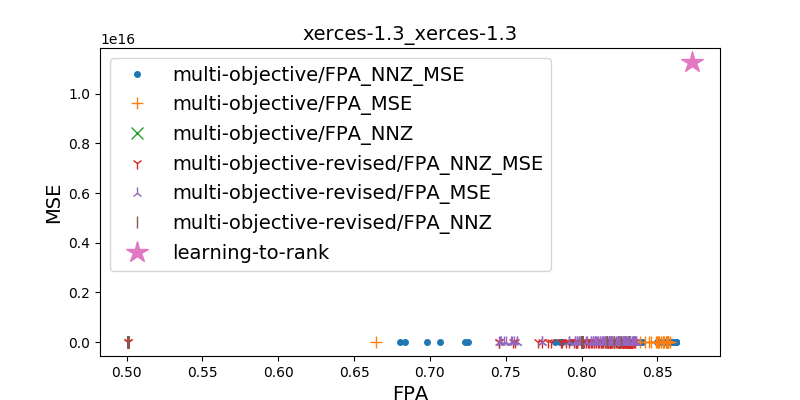 xerces-1.3_xerces-1.3
1e16
multi-objective/FPA_NNZ_MSE
multi-objective/FPA_MSE
multi-objective/FPA_NNZ
multi-objective-revised/FPA_NNZ_MSE
multi-objective-revised/FPA_MSE
multi-objective-revised/FPA_NNZ
learning-to-rank
MSE
1.0
0.8
0.6
0.4
0.2
0.0
0.50 0.55 0.60 0.65 0.70 0.75 0.80 0.85
FPA